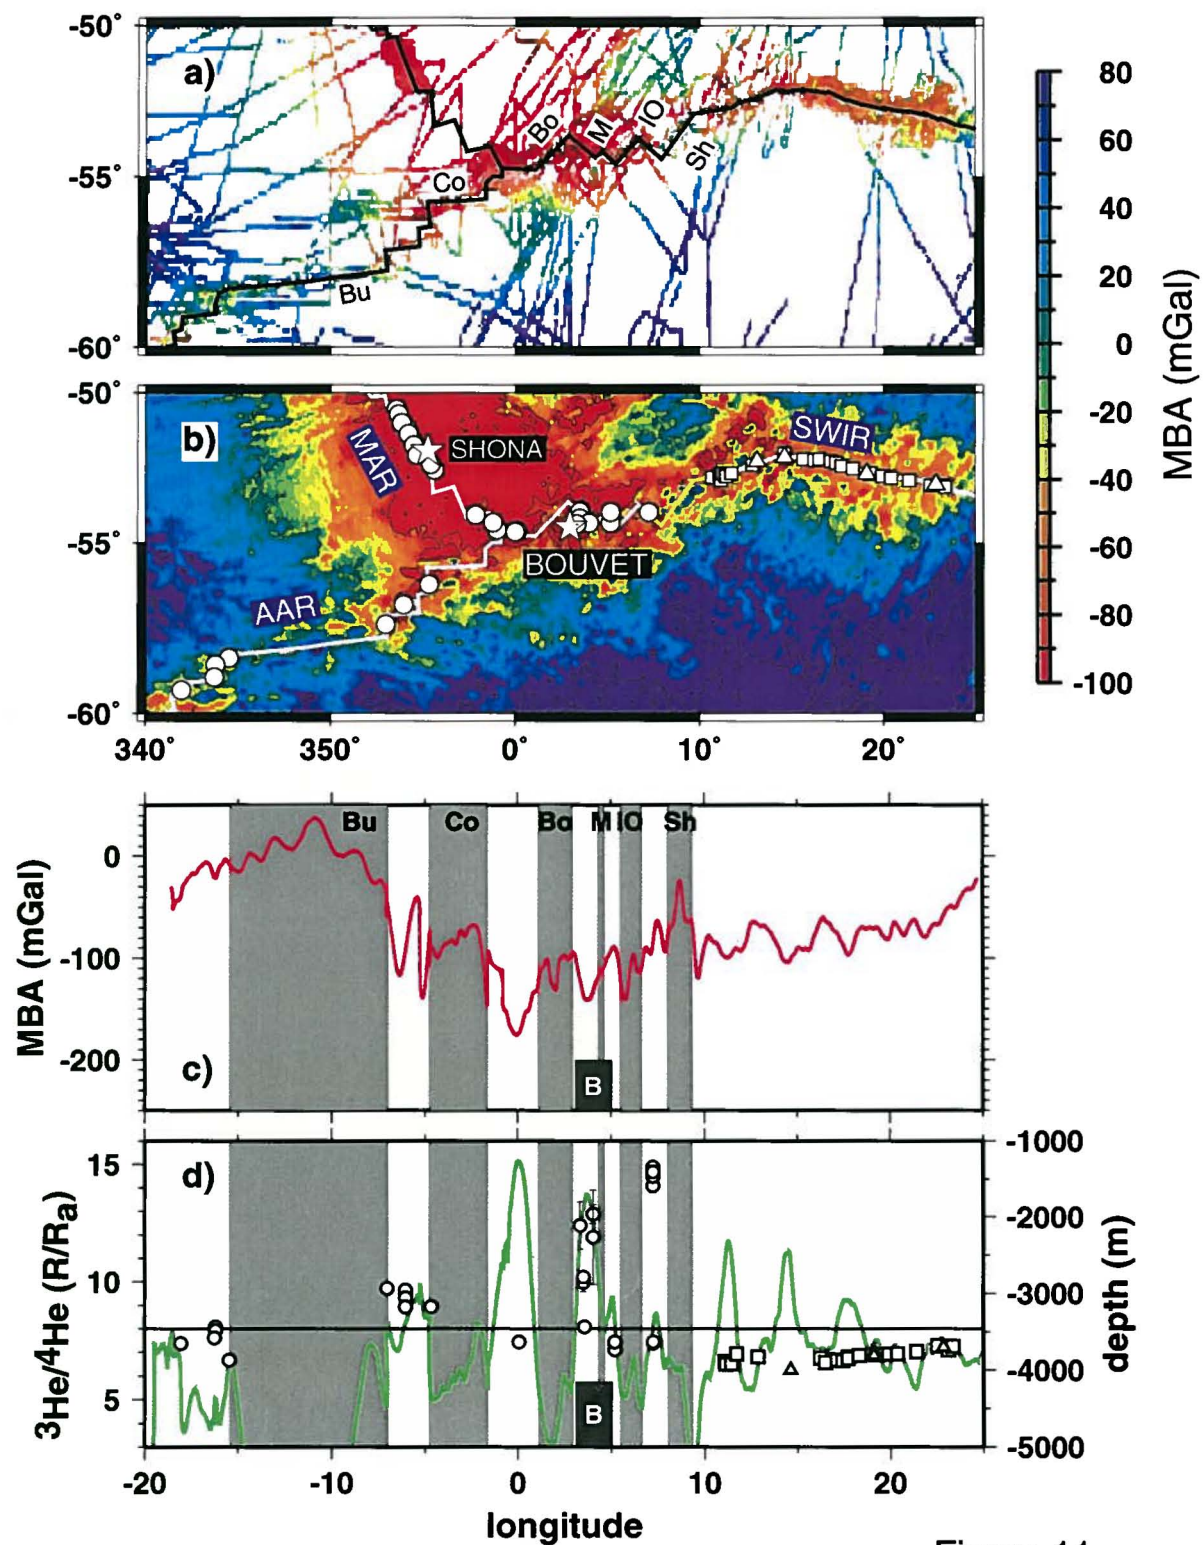 -50°
a)
Bo
M
IO
Sh
-55°
Co
Bu
-60°
80
60
40
20
0
-20
-40
-60
-80
-100
MBA (mGal)
-50°
b)
MAR
SHONA
SWIR
-55°
BOUVET
AAR
-60°
340° 350° 0° 10° 20°
Bu Co Bo M IO Sh
0
-100
-200
MBA (mGal)
c)
B
d)
15
10
5
3He/4He (R/Ra)
-1000
-2000
-3000
-4000
-5000
depth (m)
B
-20 -10 0 10 20
longitude